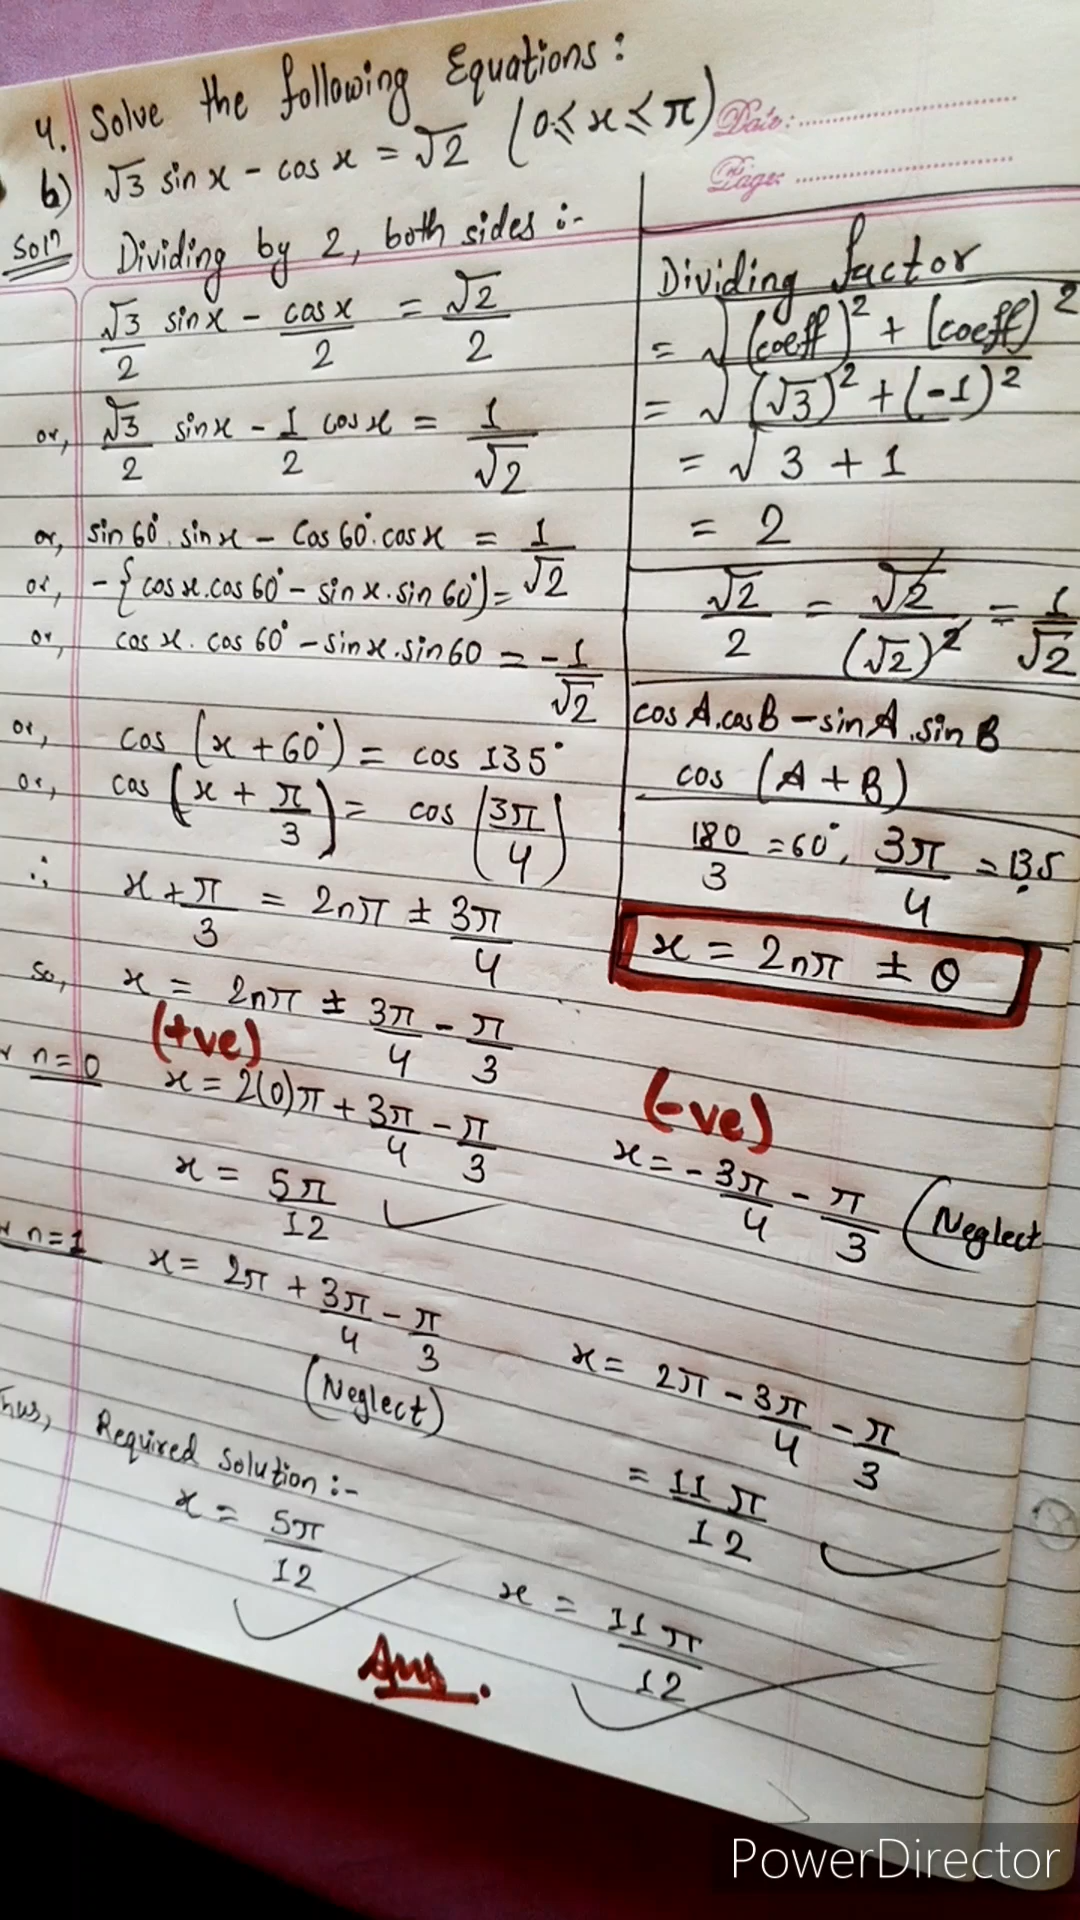 4. Solve the following Equations:
b) √3 sin x - cos x = √2 (0 ≤ x ≤ π)
Date: ..............
Page: ..............
Solⁿ Dividing by 2, both sides :-
√3/2 sin x - cos x/2 = √2/2
or, √3/2 sin x - 1/2 cos x = 1/√2
or, sin 60° . sin x - Cos 60° . cos x = 1/√2
or, -{cos x . cos 60° - sin x . sin 60°) = 1/√2
or, cos x . cos 60° - sin x . sin 60 = -1/√2
or, cos (x + 60°) = cos 135°
or, cos (x + π/3) = cos (3π/4)
∴ x + π/3 = 2nπ ± 3π/4
So, x = 2nπ ± 3π/4 - π/3
Dividing factor
= √(coeff)² + (coeff)²
= √(√3)² + (-1)²
= √3 + 1
= 2
√2/2 = √2/(√2)² = 1/√2
cos A . cos B - sin A . sin B
cos (A + B)
180/3 = 60°, 3π/4 = 135
x = 2nπ ± θ
(+ve)
n=0 x = 2(0)π + 3π/4 - π/3
x = 5π/12
(-ve)
x = -3π/4 - π/3 (Neglect
n=1 x = 2π + 3π/4 - π/3
(Neglect)
x = 2π - 3π/4 - π/3
= 11π/12
Required Solution :-
x = 5π/12
x = 11π/12
Ans.
PowerDirector